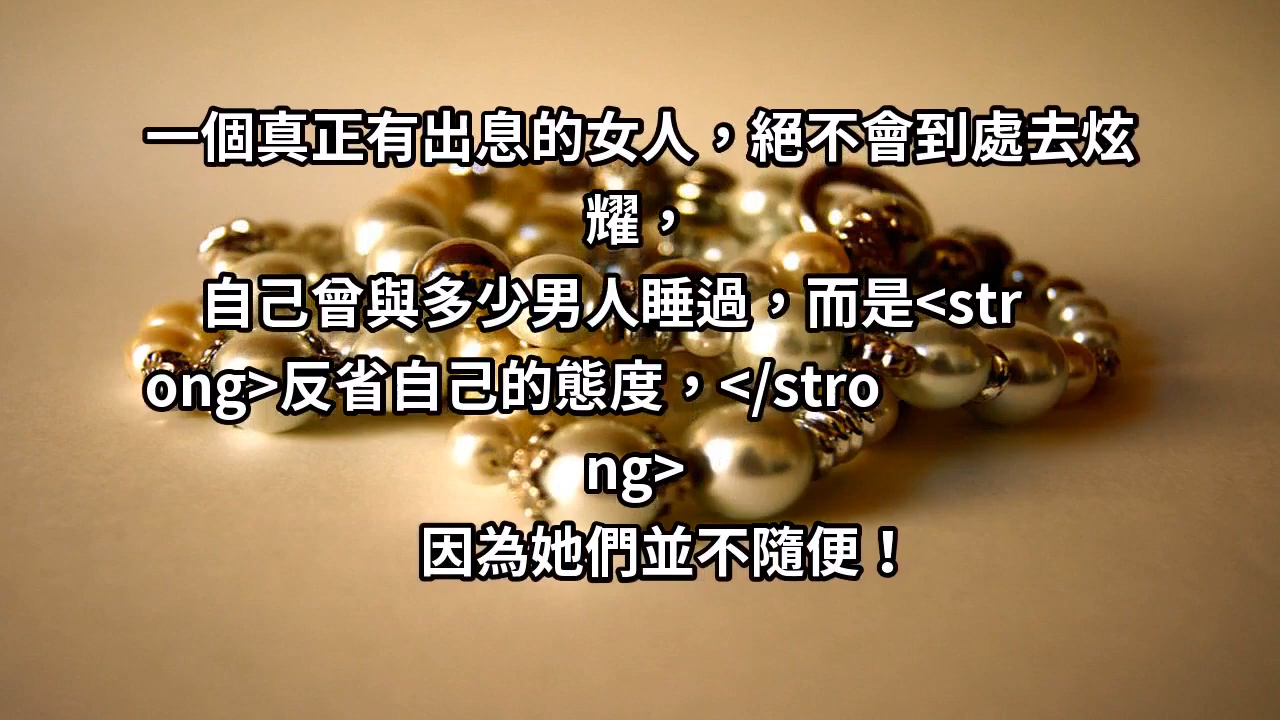 一個真正有出息的女人，絕不會到處去炫
耀，
自己曾與多少男人睡過，而是<str
ong>反省自己的態度，</stro
ng>
因為她們並不隨便！